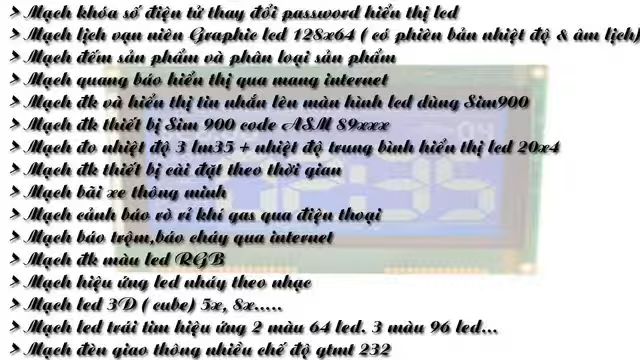 > Mạch khóa số điện tử thay đổi password hiển thị lcd
> Mạch lịch vạn niên Graphic lcd 128x64 ( có phiên bản nhiệt độ & âm lịch)
> Mạch đếm sản phẩm và phân loại sản phẩm
> Mạch quang báo hiển thị qua mang internet
> Mạch đk và hiển thị tin nhắn lên màn hình lcd dùng Sim900
> Mạch đk thiết bị Sim 900 code ASM 89xxx
> Mạch đo nhiệt độ 3 lm35 + nhiệt độ trung bình hiển thị lcd 20x4
> Mạch đk thiết bị cài đặt theo thời gian
> Mạch bãi xe thông minh
> Mạch cảnh báo rò rỉ khí gas qua điện thoại
> Mạch báo trộm,báo cháy qua internet
> Mạch đk màu led RGB
> Mạch hiệu ứng led nháy theo nhạc
> Mạch led 3D ( cube) 5x, 8x.....
> Mạch led trái tim hiệu ứng 2 màu 64 led. 3 màu 96 led...
> Mạch đèn giao thông nhiều chế độ gtmt 232